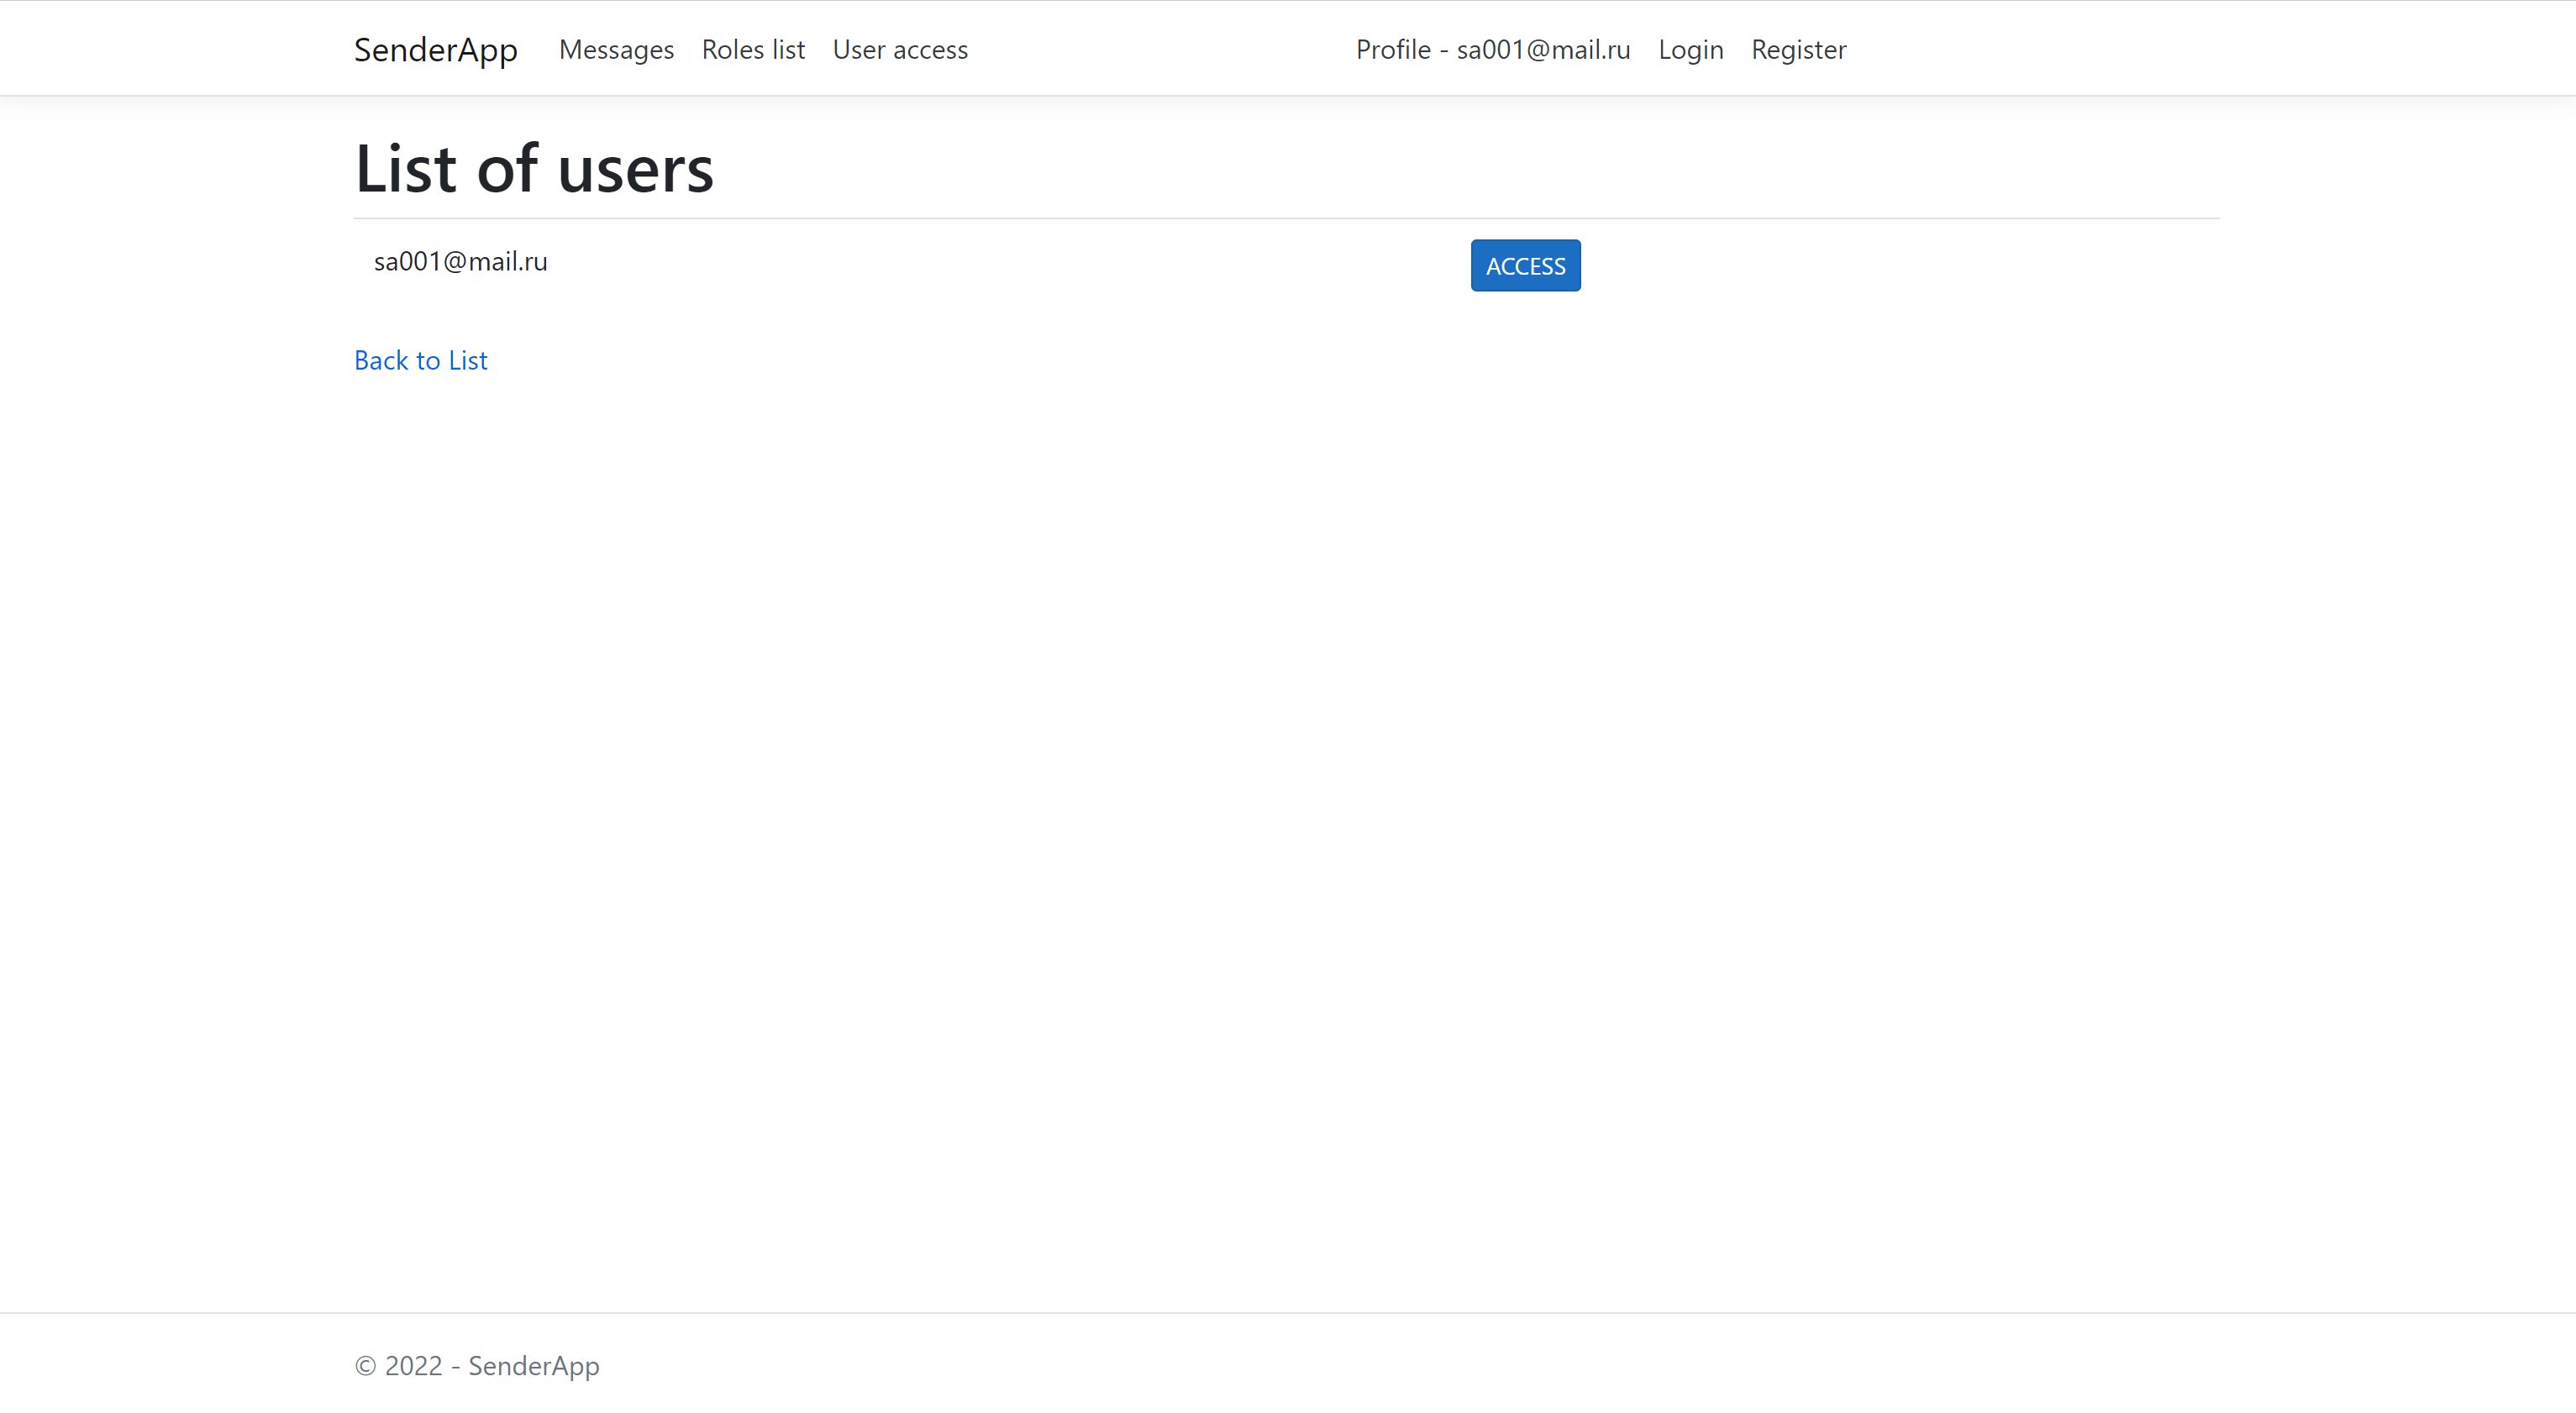 SenderApp Messages Roles list User access Profile - sa001@mail.ru Login Register
List of users
sa001@mail.ru ACCESS
Back to List
© 2022 - SenderApp